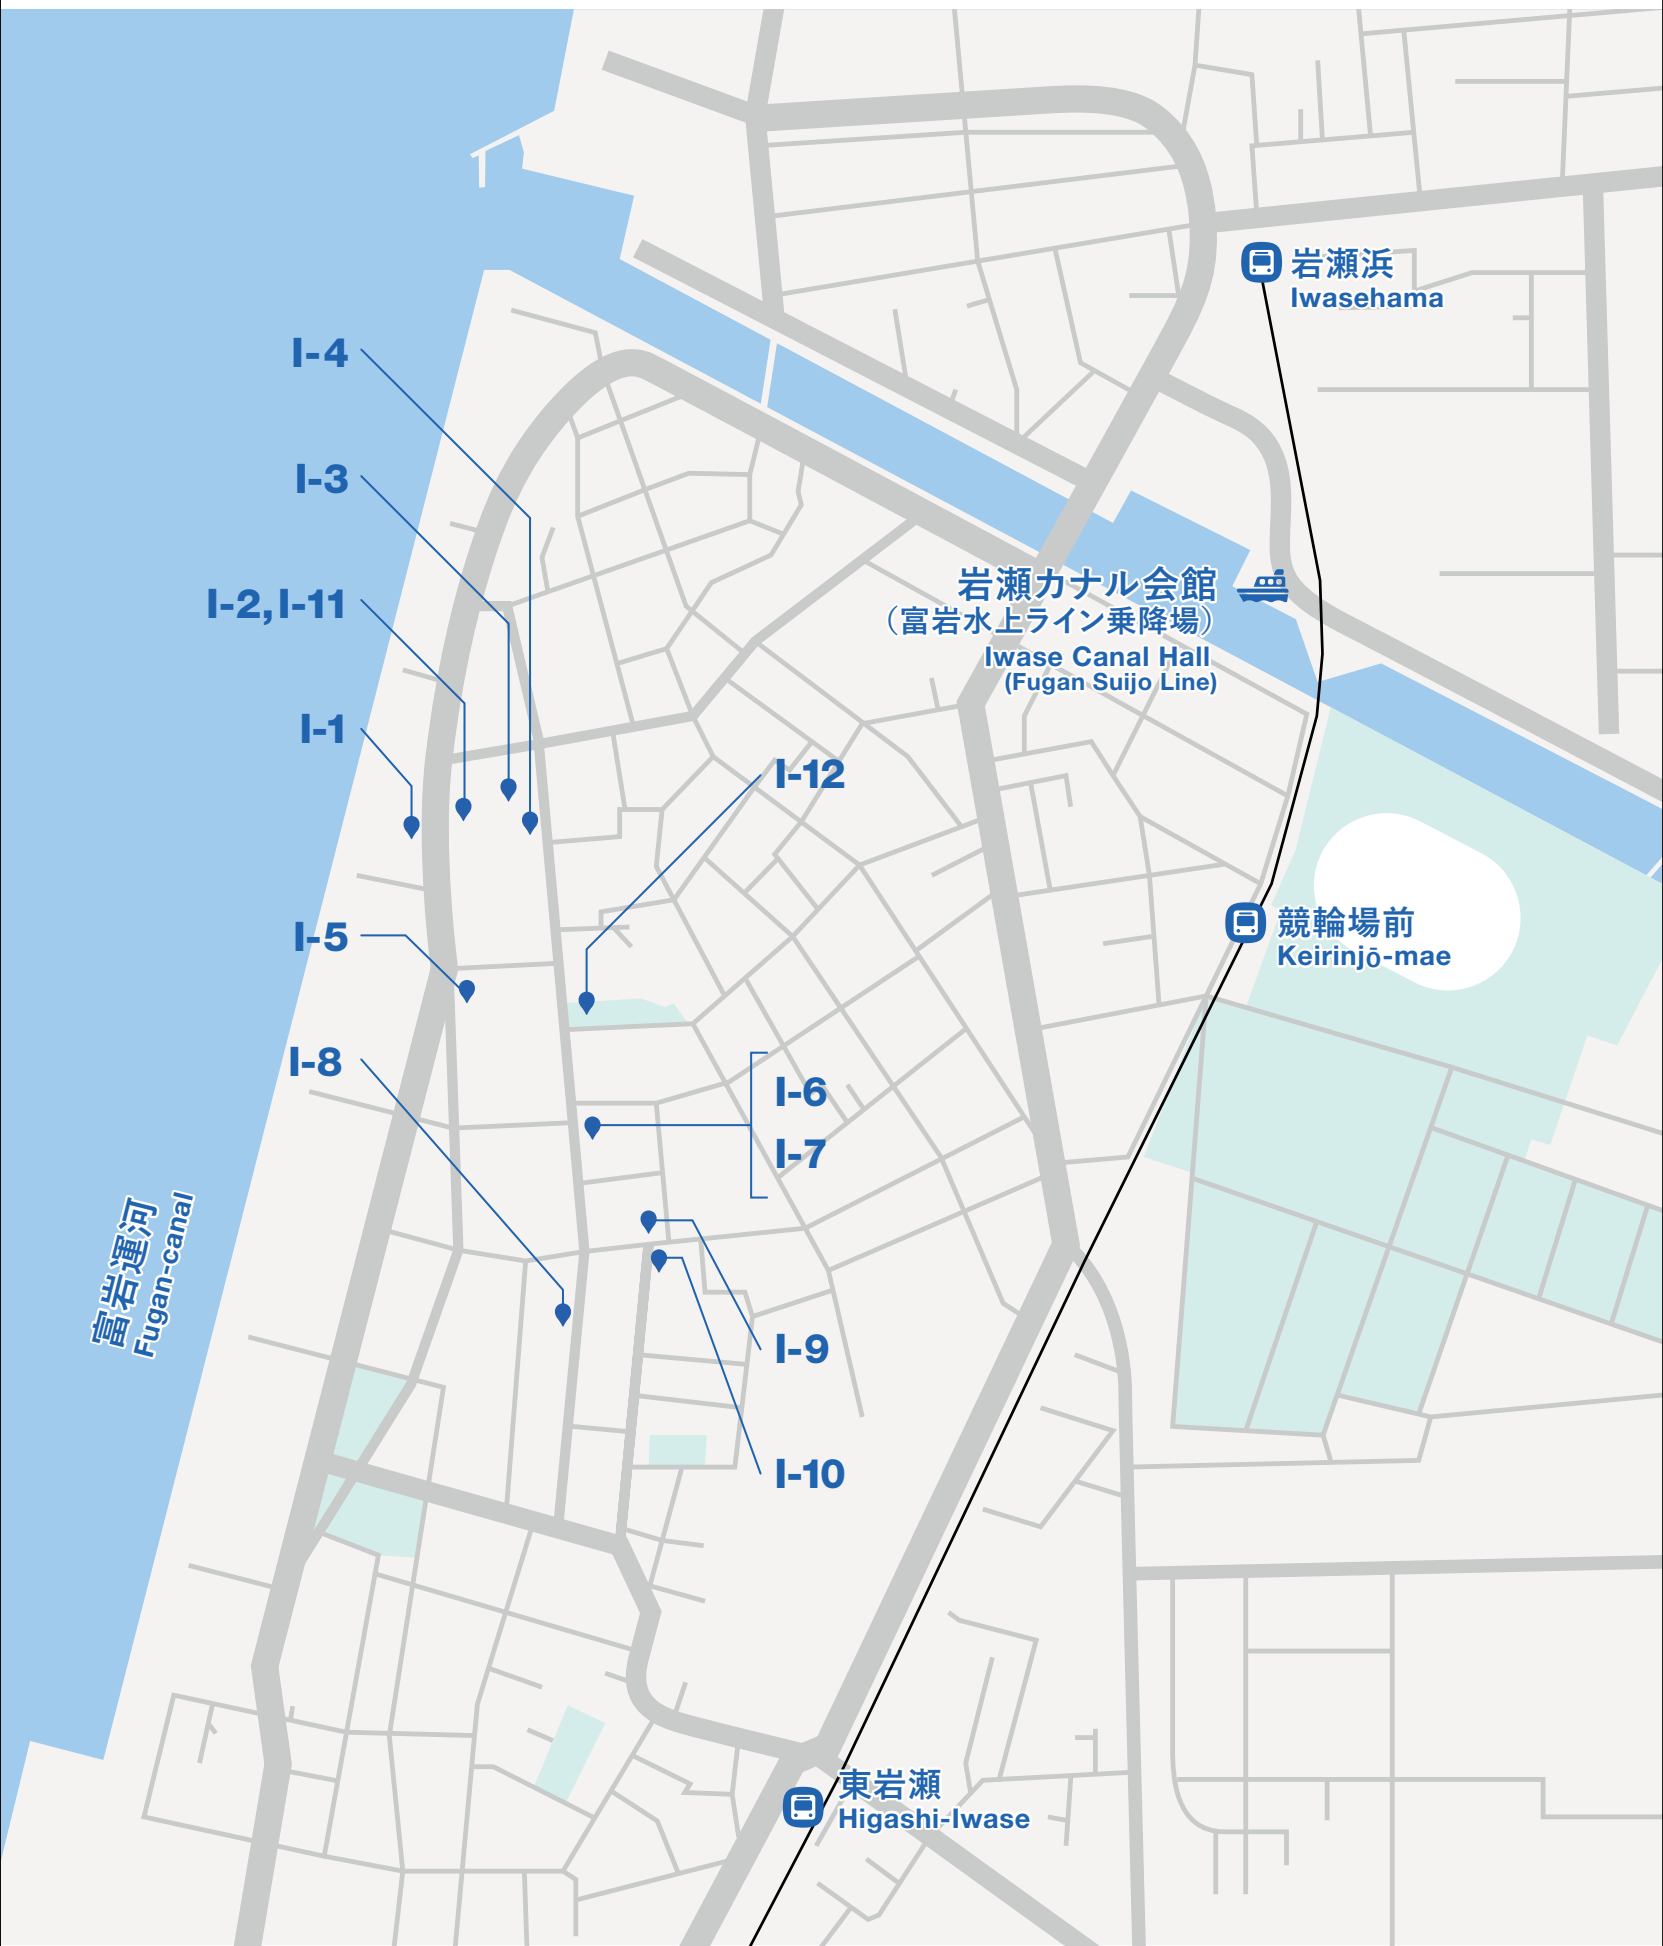 岩瀬浜
Iwasehama
I-4
I-3
I-2,I-11
岩瀬カナル会館
（富岩水上ライン乗降場）
Iwase Canal Hall
(Fugan Suijo Line)
I-1
I-12
I-5
競輪場前
Keirinjō-mae
I-8
I-6
I-7
富岩運河
Fugan-canal
I-9
I-10
東岩瀬
Higashi-Iwase